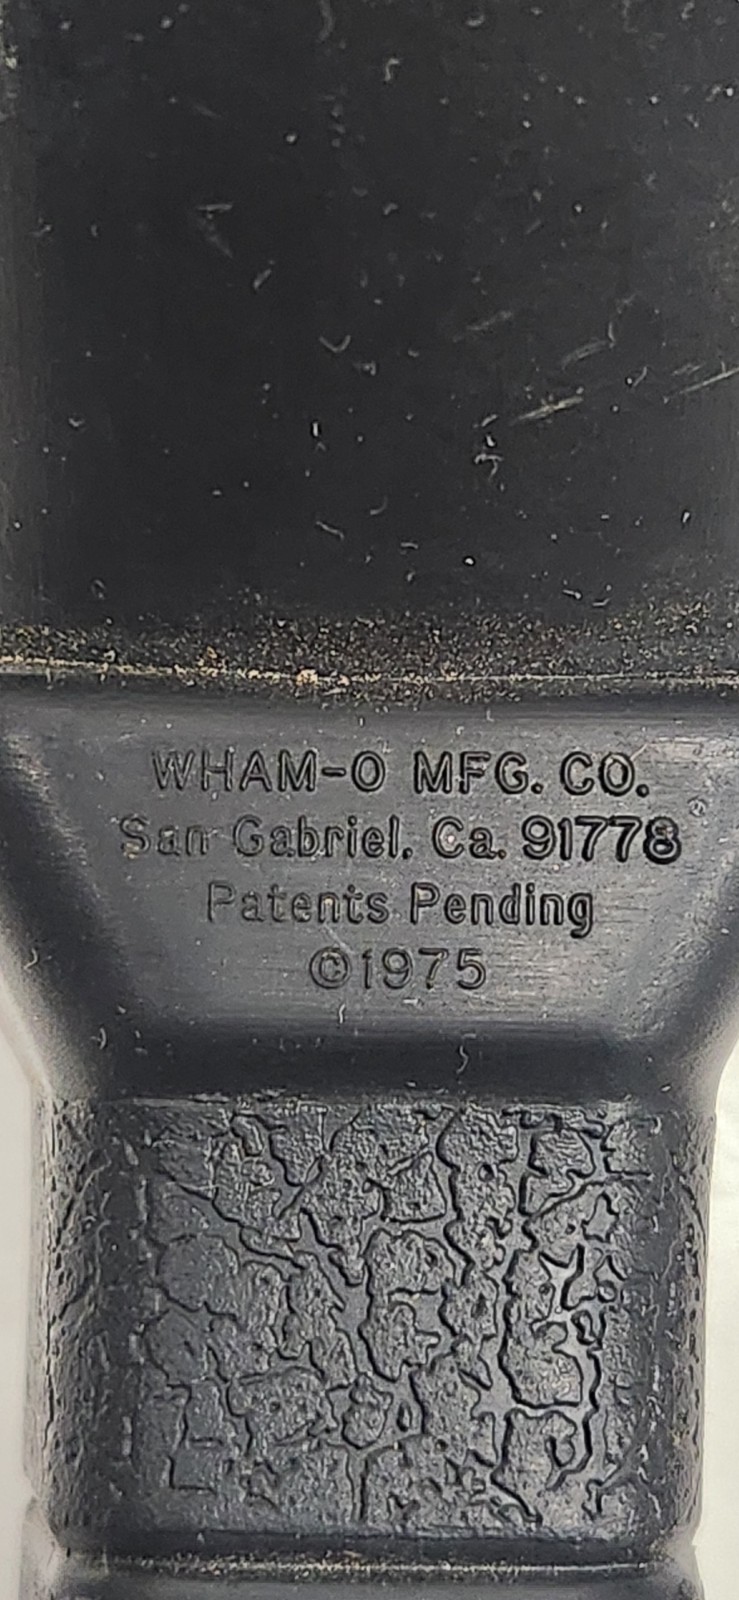 WHAM-O MFG. CO.
San Gabriel, Ca. 91778
Patents Pending
©1975